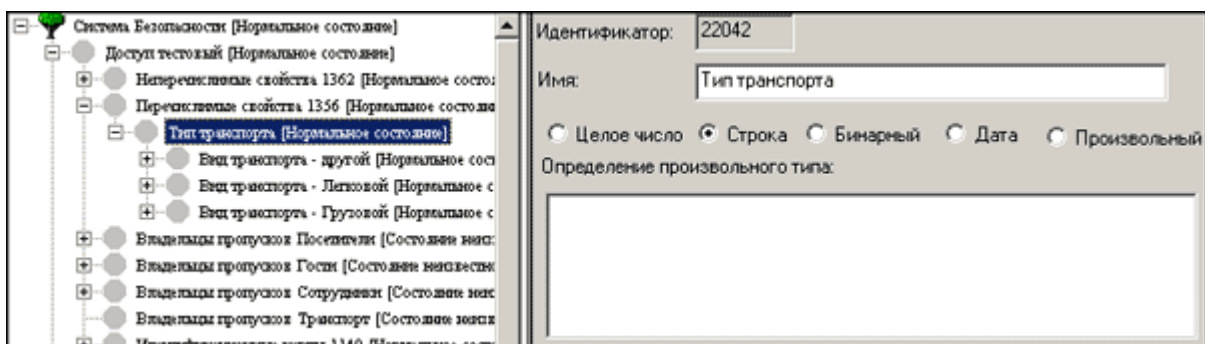 Система Безопасности [Нормальное состояние]
Доступ тестовый [Нормальное состояние]
Неперечислимые свойства 1362 [Нормальное состо
Перечислимые свойства 1356 [Нормальное состояни
Тип транспорта [Нормальное состояние]
Вид транспорта - другой [Нормальное сост
Вид транспорта - Легковой [Нормальное с
Вид транспорта - Грузовой [Нормальное с
Владельцы пропусков Посетители [Состояние неиз
Владельцы пропусков Гости [Состояние неизвестно
Владельцы пропусков Сотрудники [Состояние неиз
Владельцы пропусков Транспорт [Состояние неизв
Идентификатор: 22042
Имя: Тип транспорта
Целое число Строка Бинарный Дата Произвольный
Определение произвольного типа: